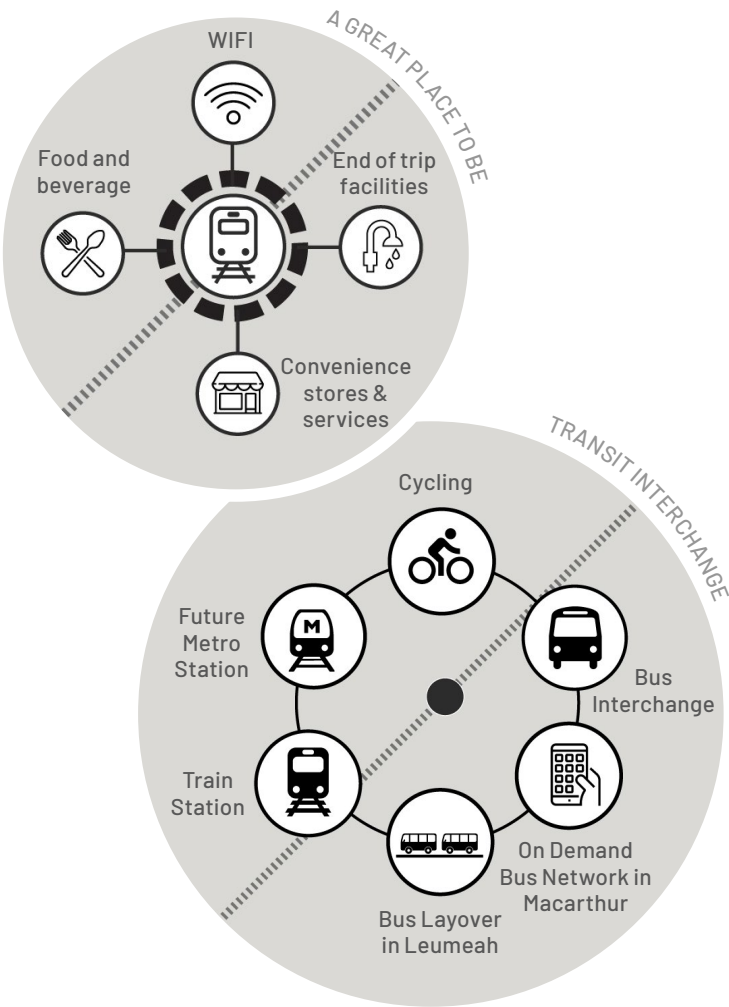 A GREAT PLACE TO BE
WIFI
Food and
beverage
End of trip
facilities
Convenience
stores &
services
TRANSIT INTERCHANGE
Cycling
Future
Metro
Station
M
Bus
Interchange
Train
Station
On Demand
Bus Network in
Macarthur
Bus Layover
in Leumeah